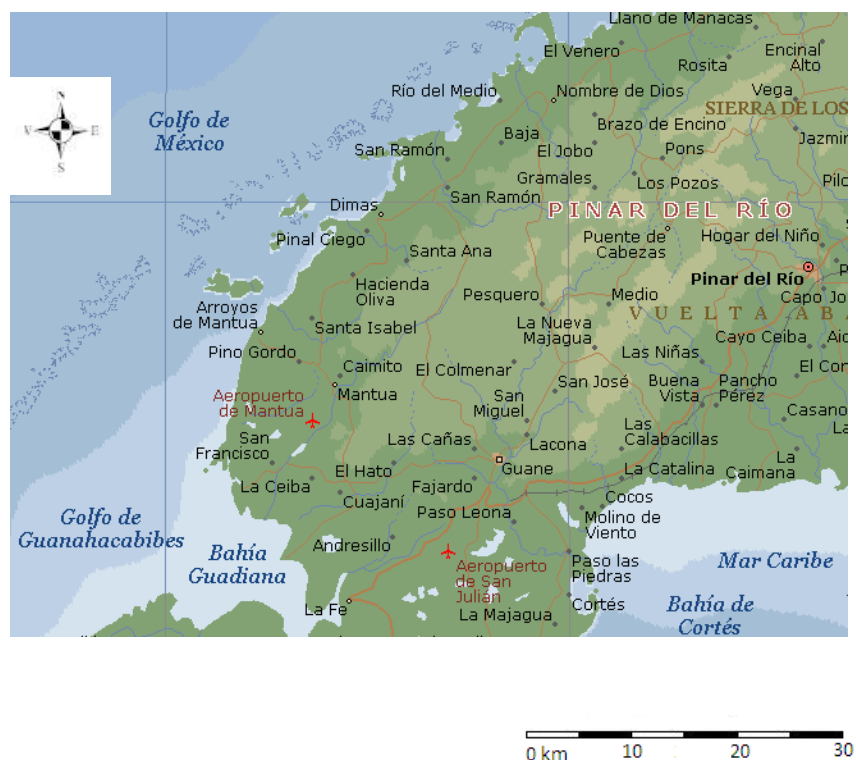 Llano de Manacas
El Venero
Encinal
Alto
Rosita
Río del Medio
Nombre de Dios
Vega
N
V
E
S
SIERRA DE LOS
Golfo de
México
Brazo de Encino
Baja
Jazmir
San Ramón
El Jobo
Pons
Gramales
Los Pozos
Pilo
San Ramón
Dimas
PINAR DEL RÍO
Pinal Ciego
Puente de
Cabezas
Hogar del Niño
S
Santa Ana
P
Pinar del Río
Hacienda
Oliva
Pesquero
Medio
Capo Jo
Arroyos
de Mantua
VUELTA ABA
Santa Isabel
La Nueva
Majagua
Cayo Ceiba
Aic
Pino Gordo
Las Niñas
Caimito
El Colmenar
El Con
San José
Buena
Vista
Pancho
Pérez
Mantua
Aeropuerto
de Mantua
San
Miguel
Casano
La
Las
Calabacillas
San
Francisco
Las Cañas
Lacona
La
Caimana
El Hato
Guane
La Catalina
La Ceiba
Fajardo
Cuajaní
Cocos
Paso Leona
Molino de
Viento
Golfo de
Guanahacabibes
Andresillo
Bahía
Guadiana
Aeropuerto
de San
Julián
Paso las
Piedras
Mar Caribe
La Fe
La Majagua
Cortés
Bahía de
Cortés
0 km
10
20
30